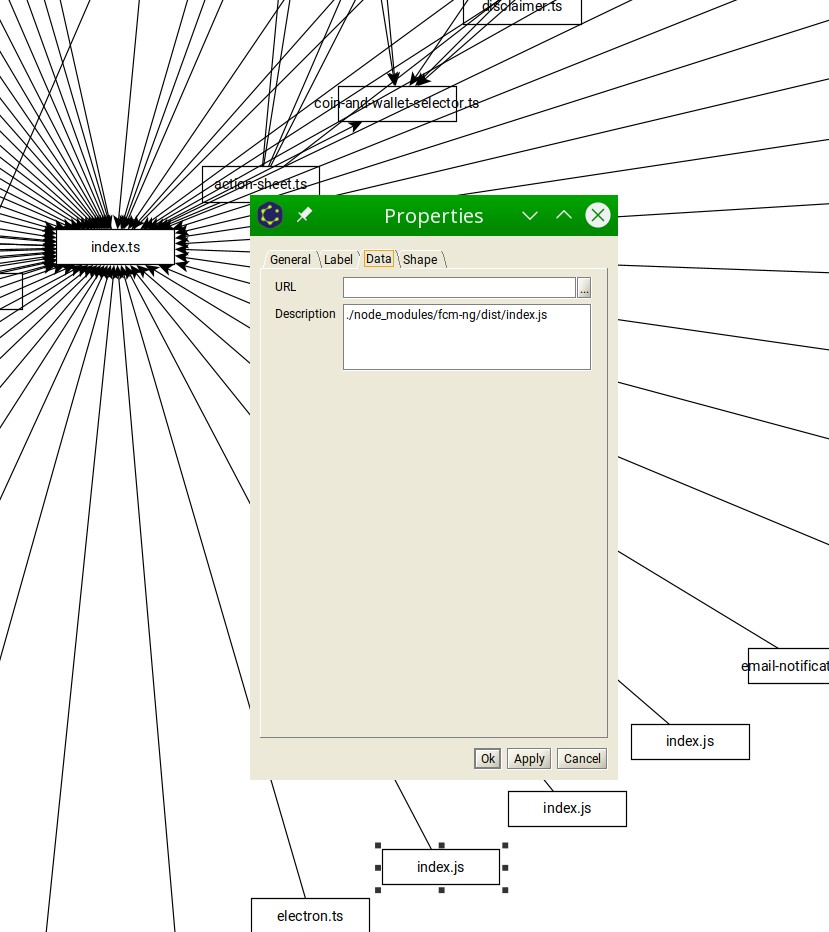 disclaimer.ts
coin-and-wallet-selector.ts
action-sheet.ts
Properties
index.ts
General Label Data Shape
URL ...
Description ./node_modules/fcm-ng/dist/index.js
email-notificat
index.js
Ok Apply Cancel
index.js
index.js
electron.ts